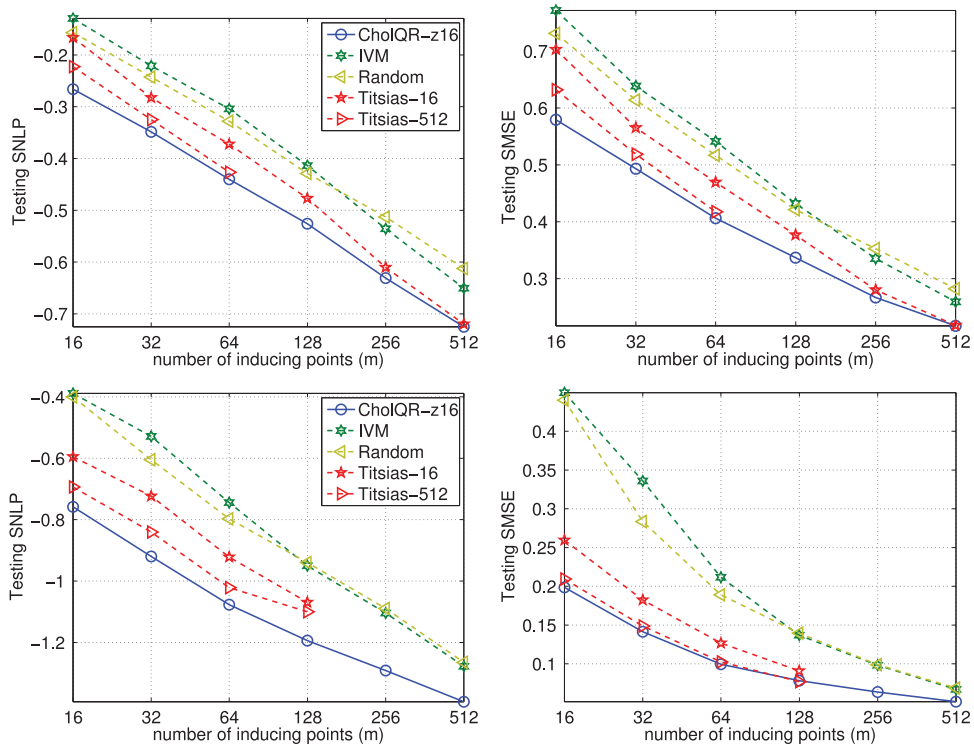 Testing SNLP
−0.2
−0.3
−0.4
−0.5
−0.6
−0.7
16 32 64 128 256 512
number of inducing points (m)
CholQR−z16
IVM
Random
Titsias−16
Titsias−512
Testing SMSE
0.7
0.6
0.5
0.4
0.3
16 32 64 128 256 512
number of inducing points (m)
Testing SNLP
−0.4
−0.6
−0.8
−1
−1.2
16 32 64 128 256 512
number of inducing points (m)
CholQR−z16
IVM
Random
Titsias−16
Titsias−512
Testing SMSE
0.4
0.35
0.3
0.25
0.2
0.15
0.1
16 32 64 128 256 512
number of inducing points (m)